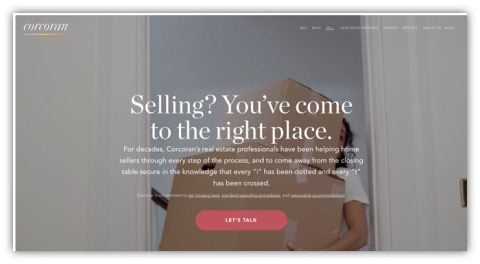 corcoran
BUY RENT SELL NEW DEVELOPMENTS AGENTS OFFICES ABOUT US BLOG
Selling? You've come
to the right place.
For decades, Corcoran's real estate professionals have been helping home
sellers through every step of the process, and to come away from the closing
table secure in the knowledge that every "i" has been dotted and every "t"
has been crossed.
Corcoran's commitment to fair housing laws, standard operating procedures, and reasonable accommodations.
LET'S TALK